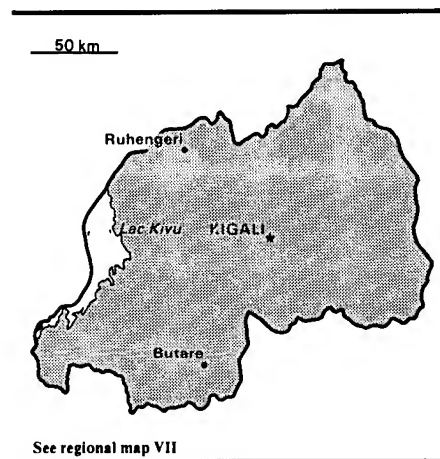 50 km
Ruhengeri
Lac Kivu
KIGALI
Butare
See regional map VII